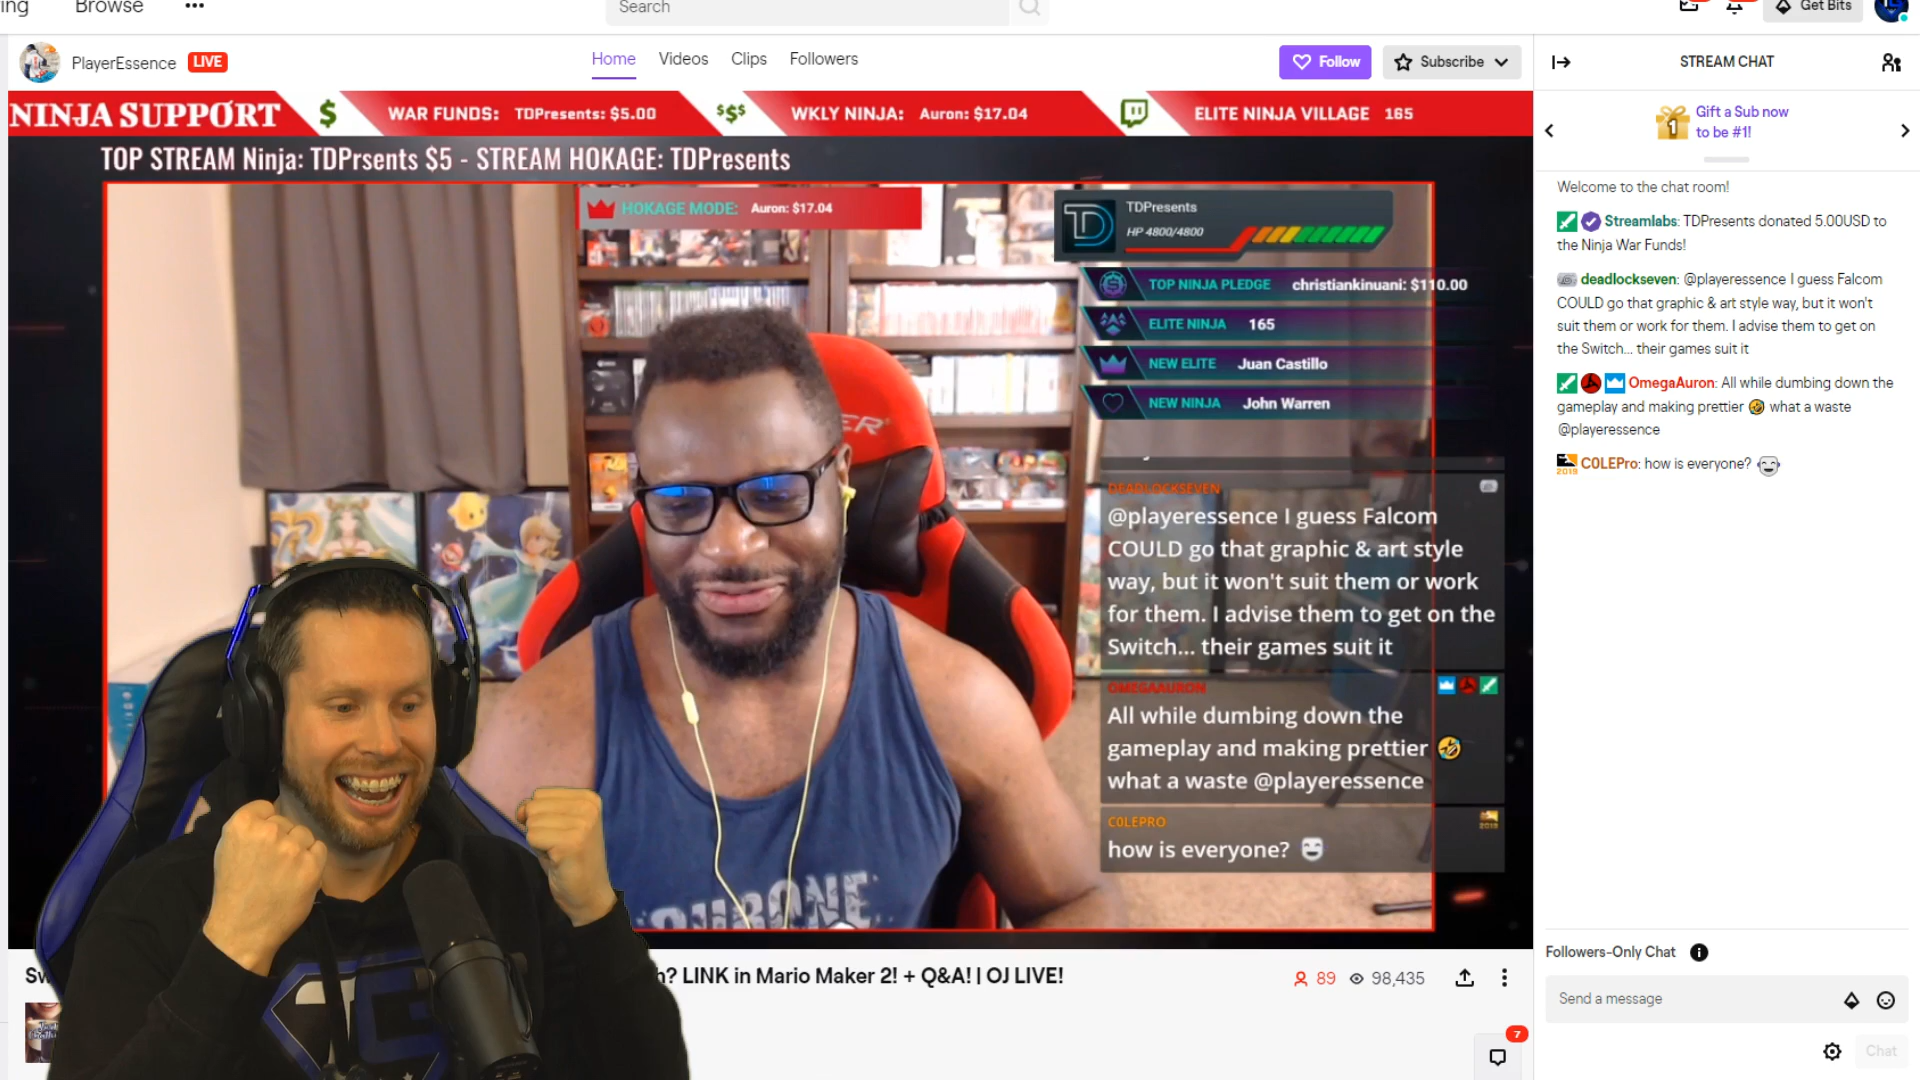 ing
Browse
Search
Get Bits
PlayerEssence
LIVE
Home
Videos
Clips
Followers
Follow
Subscribe
STREAM CHAT
NINJA SUPPORT
$
WAR FUNDS: TDPresents: $5.00
$$$
WKLY NINJA: Auron: $17.04
ELITE NINJA VILLAGE 165
TOP STREAM Ninja: TDPrsents $5 - STREAM HOKAGE: TDPresents
HOKAGE MODE: Auron: $17.04
TDPresents
HP 4800/4800
TOP NINJA PLEDGE christiankinuani: $110.00
ELITE NINJA 165
NEW ELITE Juan Castillo
NEW NINJA John Warren
DEADLOCKSEVEN
@playeressence I guess Falcom
COULD go that graphic & art style
way, but it won't suit them or work
for them. I advise them to get on the
Switch... their games suit it
OMEGAAURON
All while dumbing down the
gameplay and making prettier 🤣
what a waste @playeressence
C0LEPRO
how is everyone?
LINK in Mario Maker 2! + Q&A! | OJ LIVE!
89
98,435
7
1
Gift a Sub now
to be #1!
Welcome to the chat room!
Streamlabs: TDPresents donated 5.00USD to
the Ninja War Funds!
deadlockseven: @playeressence I guess Falcom
COULD go that graphic & art style way, but it won't
suit them or work for them. I advise them to get on
the Switch... their games suit it
OmegaAuron: All while dumbing down the
gameplay and making prettier 🤣 what a waste
@playeressence
2019 C0LEPro: how is everyone?
Followers-Only Chat
Send a message
Chat